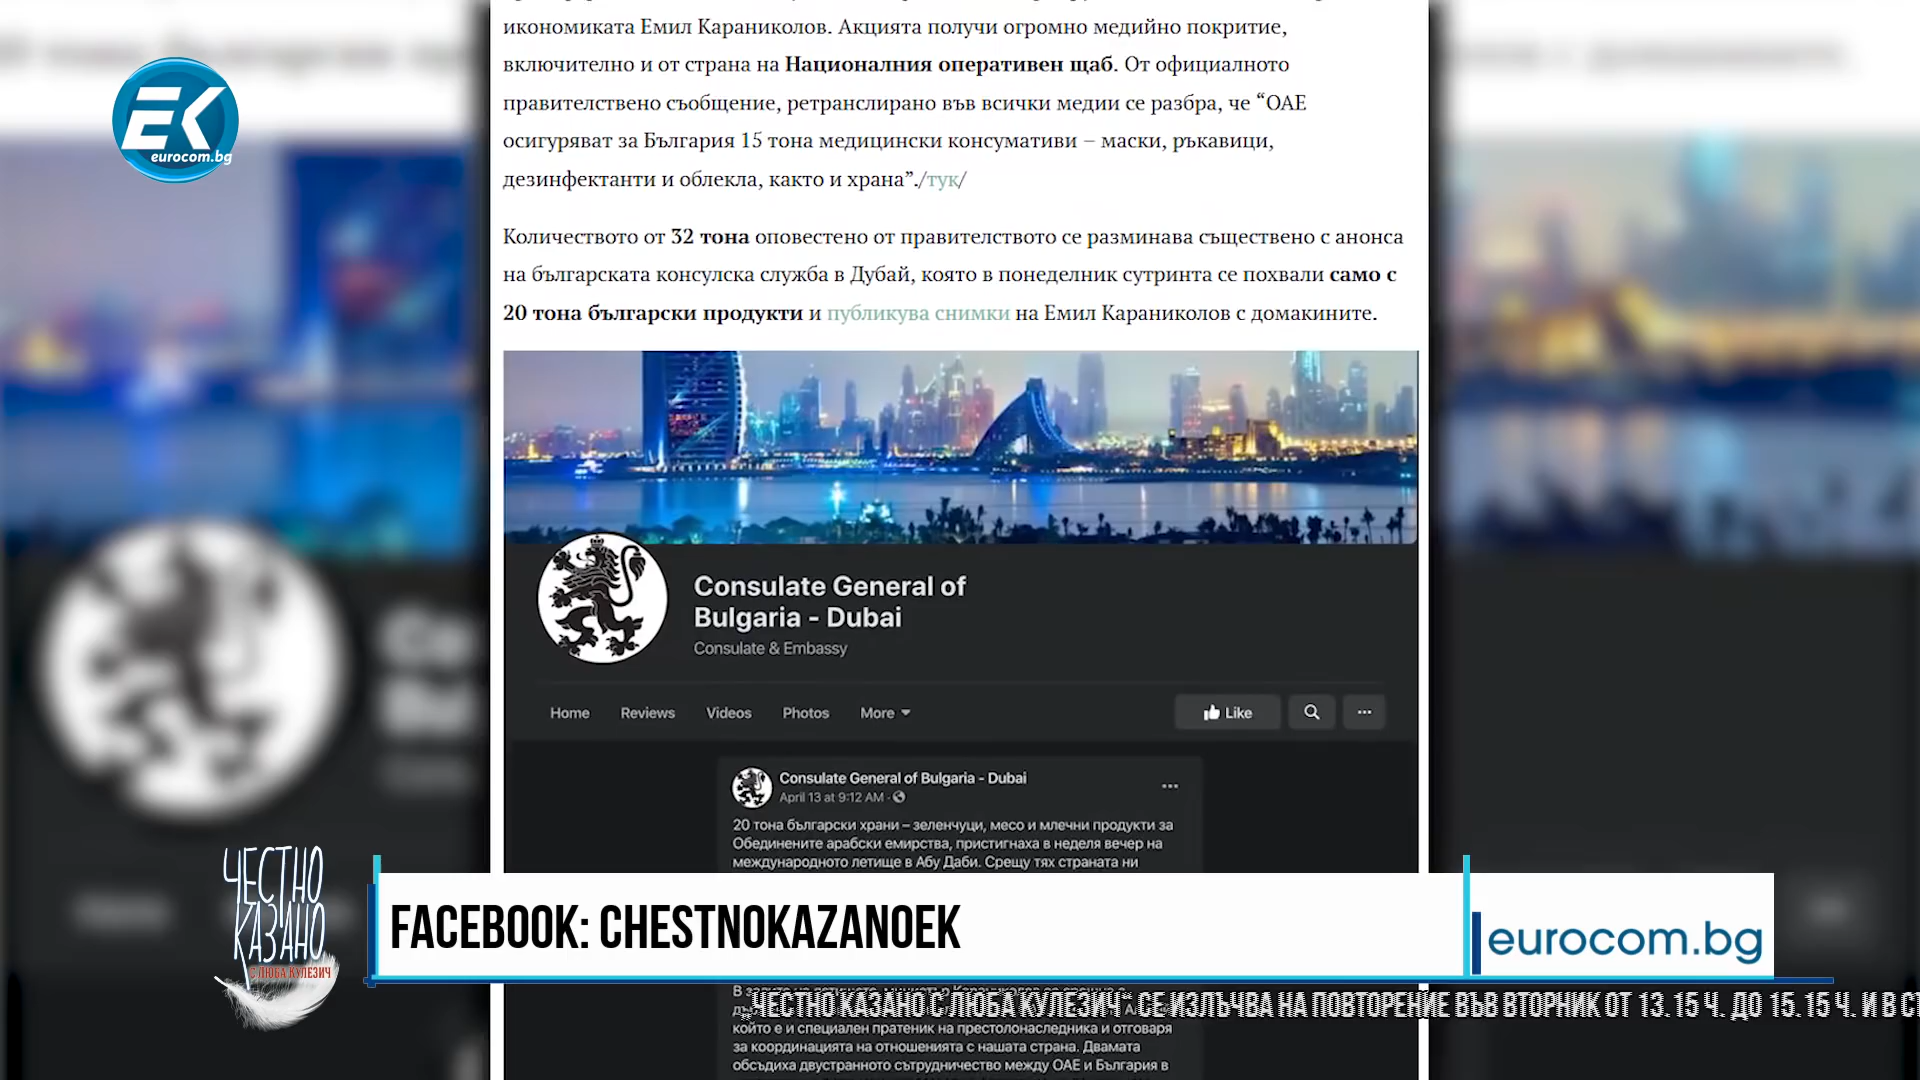 икономиката Емил Караниколов. Акцията получи огромно медийно покритие,
включително и от страна на Националния оперативен щаб. От официалното
правителствено съобщение, ретранслирано във всички медии се разбра, че “ОАЕ
осигуряват за България 15 тона медицински консумативи – маски, ръкавици,
дезинфектанти и облекла, както и храна”./тук/
Количеството от 32 тона оповестено от правителството се разминава съществено с анонса
на българската консулска служба в Дубай, която в понеделник сутринта се похвали само с
20 тона български продукти и публикува снимки на Емил Караниколов с домакините.
EK
eurocom.bg
Consulate General of
Bulgaria - Dubai
Consulate & Embassy
Home Reviews Videos Photos More Like
Consulate General of Bulgaria - Dubai
April 13 at 9:12 AM
20 тона български храни – зеленчуци, месо и млечни продукти за
Обединените арабски емирства, пристигнаха в неделя вечер на
международното летище в Абу Даби. Срещу тях страната ни
ЧЕСТНО
КАЗАНО
С ЛЮБА КУЛЕЗИЧ
FACEBOOK: CHESTNOKAZANOEK
eurocom.bg
„ЧЕСТНО КАЗАНО С ЛЮБА КУЛЕЗИЧ“ СЕ ИЗЛЪЧВА НА ПОВТОРЕНИЕ ВЪВ ВТОРНИК ОТ 13.15 Ч. ДО 15.15 Ч. И В
който е и специален пратеник на престолонаследника и отговаря
за координацията на отношенията с нашата страна. Двамата
обсъдиха двустранното сътрудничество между ОАЕ и България в